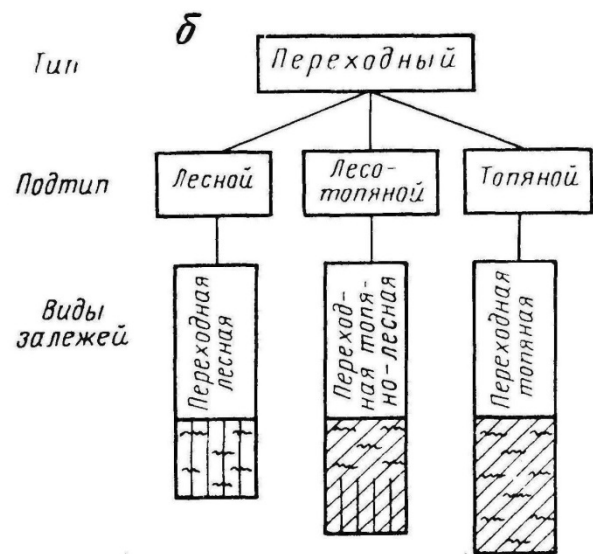 б
Тип
Переходный
Подтип
Лесной
Лесо-
топяной
Топяной
Виды
залежей
Переходная
лесная
Переход-
ная топя-
но-лесная
Переходная
топяная